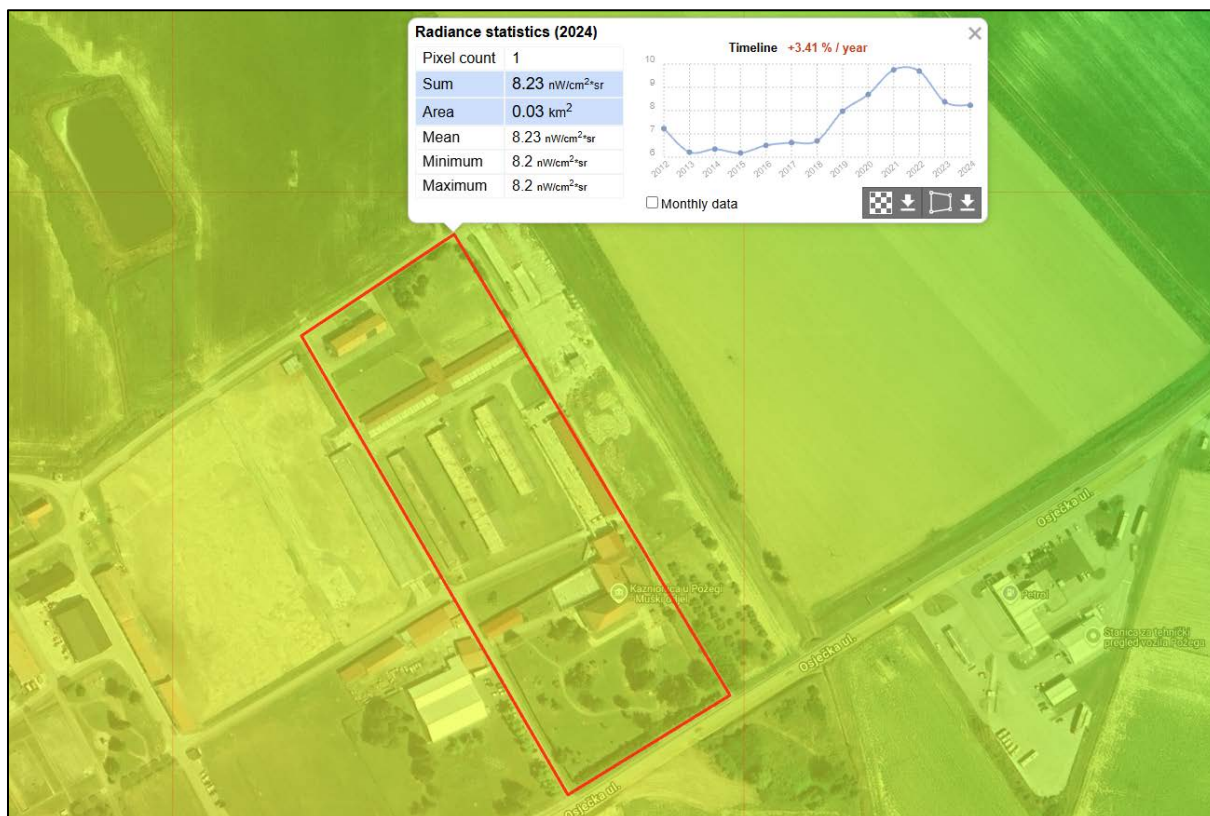 Radiance statistics (2024)
Pixel count 1
Sum 8.23 nW/cm²*sr
Area 0.03 km²
Mean 8.23 nW/cm²*sr
Minimum 8.2 nW/cm²*sr
Maximum 8.2 nW/cm²*sr
Timeline +3.41 % / year
10
9
8
7
6
2012 2013 2014 2015 2016 2017 2018 2019 2020 2021 2022 2023 2024
Monthly data
Osječka ul.
Kaznionica u Požegi
-Muški odjel
Petrol
Stanica za tehnički
pregled vozila Požega
Osječka ul.
Osječka ul.